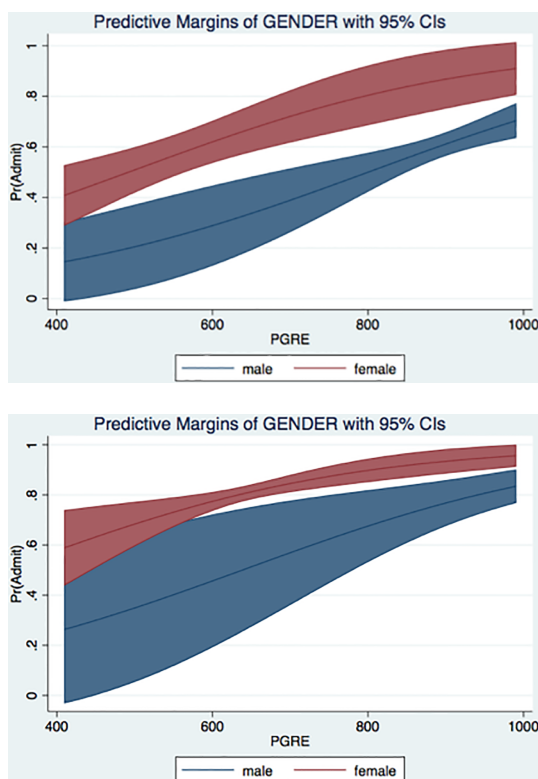 Predictive Margins of GENDER with 95% CIs
1
.8
.6
.4
.2
0
Pr(Admit)
400 600 800 1000
PGRE
male female
Predictive Margins of GENDER with 95% CIs
1
.8
.6
.4
.2
0
Pr(Admit)
400 600 800 1000
PGRE
male female